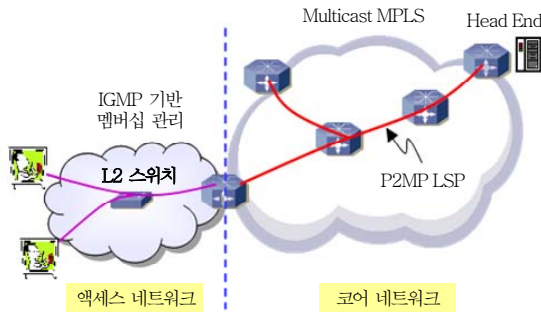 Multicast MPLS
Head End
IGMP 기반
멤버십 관리
L2 스위치
P2MP LSP
액세스 네트워크
코어 네트워크